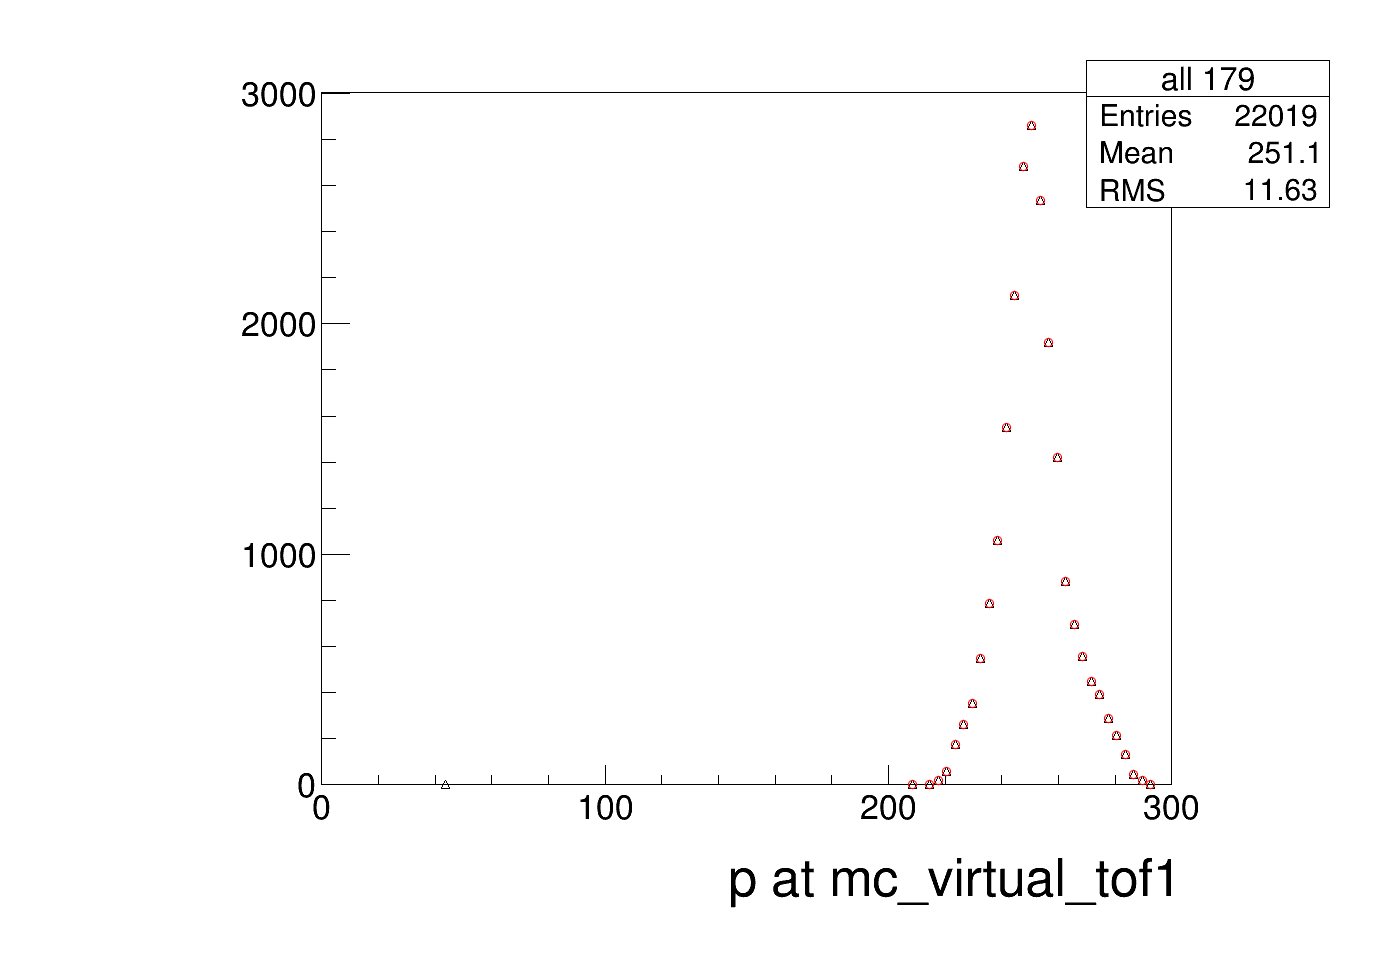 all 179
Entries 22019
Mean 251.1
RMS 11.63
3000
2000
1000
0
0 100 200 300
p at mc_virtual_tof1